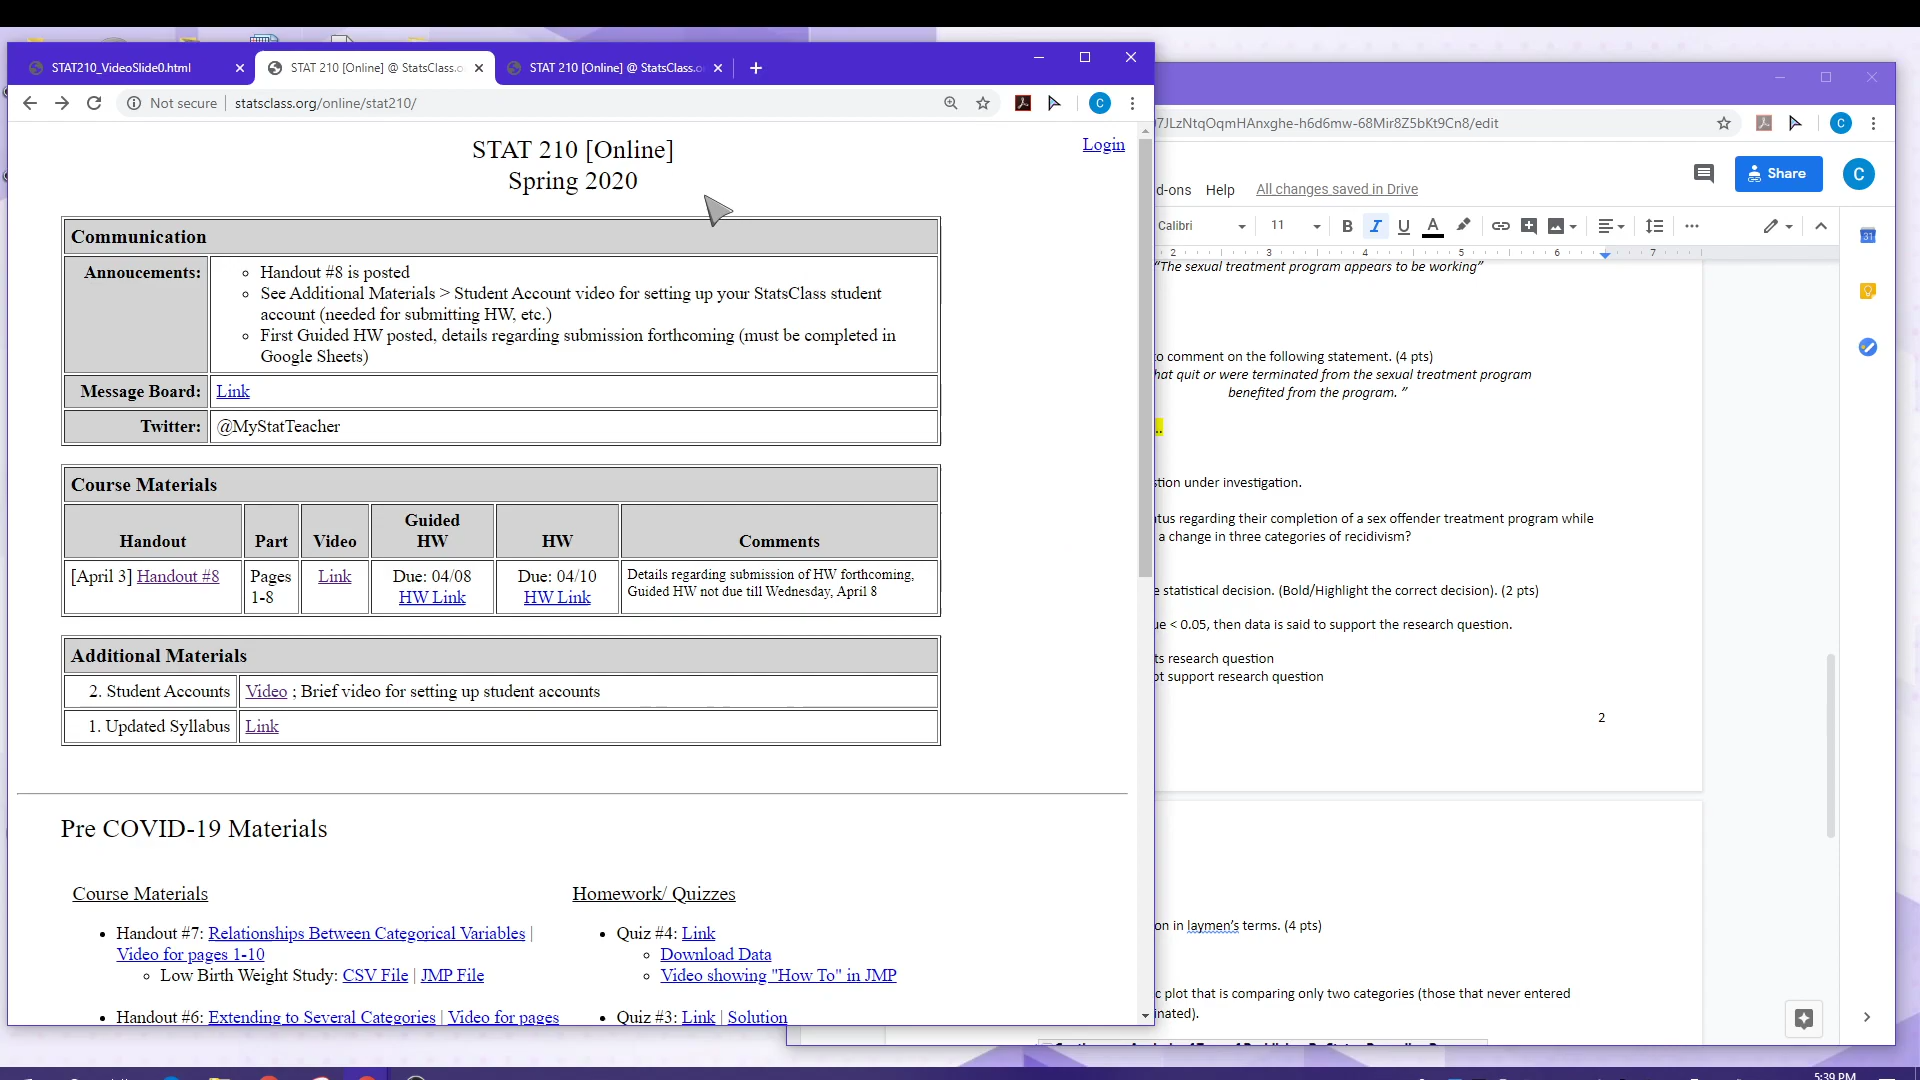 STAT210_VideoSlide0.html
STAT 210 [Online] @ StatsClass.o
STAT 210 [Online] @ StatsClass.or
Not secure
statsclass.org/online/stat210/
C
Login
STAT 210 [Online]
Spring 2020
Communication
Annoucements:
Handout #8 is posted
See Additional Materials > Student Account video for setting up your StatsClass student
account (needed for submitting HW, etc.)
First Guided HW posted, details regarding submission forthcoming (must be completed in
Google Sheets)
Message Board: Link
Twitter: @MyStatTeacher
Course Materials
Handout Part Video Guided HW HW Comments
[April 3] Handout #8
Pages
1-8
Link
Due: 04/08
HW Link
Due: 04/10
HW Link
Details regarding submission of HW forthcoming,
Guided HW not due till Wednesday, April 8
Additional Materials
2. Student Accounts Video ; Brief video for setting up student accounts
1. Updated Syllabus Link
Pre COVID-19 Materials
Course Materials
Handout #7: Relationships Between Categorical Variables |
Video for pages 1-10
Low Birth Weight Study: CSV File | JMP File
Handout #6: Extending to Several Categories | Video for pages
Homework/ Quizzes
Quiz #4: Link
Download Data
Video showing "How To" in JMP
Quiz #3: Link | Solution
7JLzNtqOqmHAnxghe-h6d6mw-68Mir8Z5bKt9Cn8/edit
C
d-ons Help All changes saved in Drive
Share
C
Calibri 11 B I U A
2 3 4 5 6 7
31
“The sexual treatment program appears to be working”
to comment on the following statement. (4 pts)
hat quit or were terminated from the sexual treatment program
benefited from the program. ”
..
stion under investigation.
atus regarding their completion of a sex offender treatment program while
a change in three categories of recidivism?
e statistical decision. (Bold/Highlight the correct decision). (2 pts)
ue < 0.05, then data is said to support the research question.
ts research question
ot support research question
2
on in laymen’s terms. (4 pts)
c plot that is comparing only two categories (those that never entered
inated).
5:39 PM